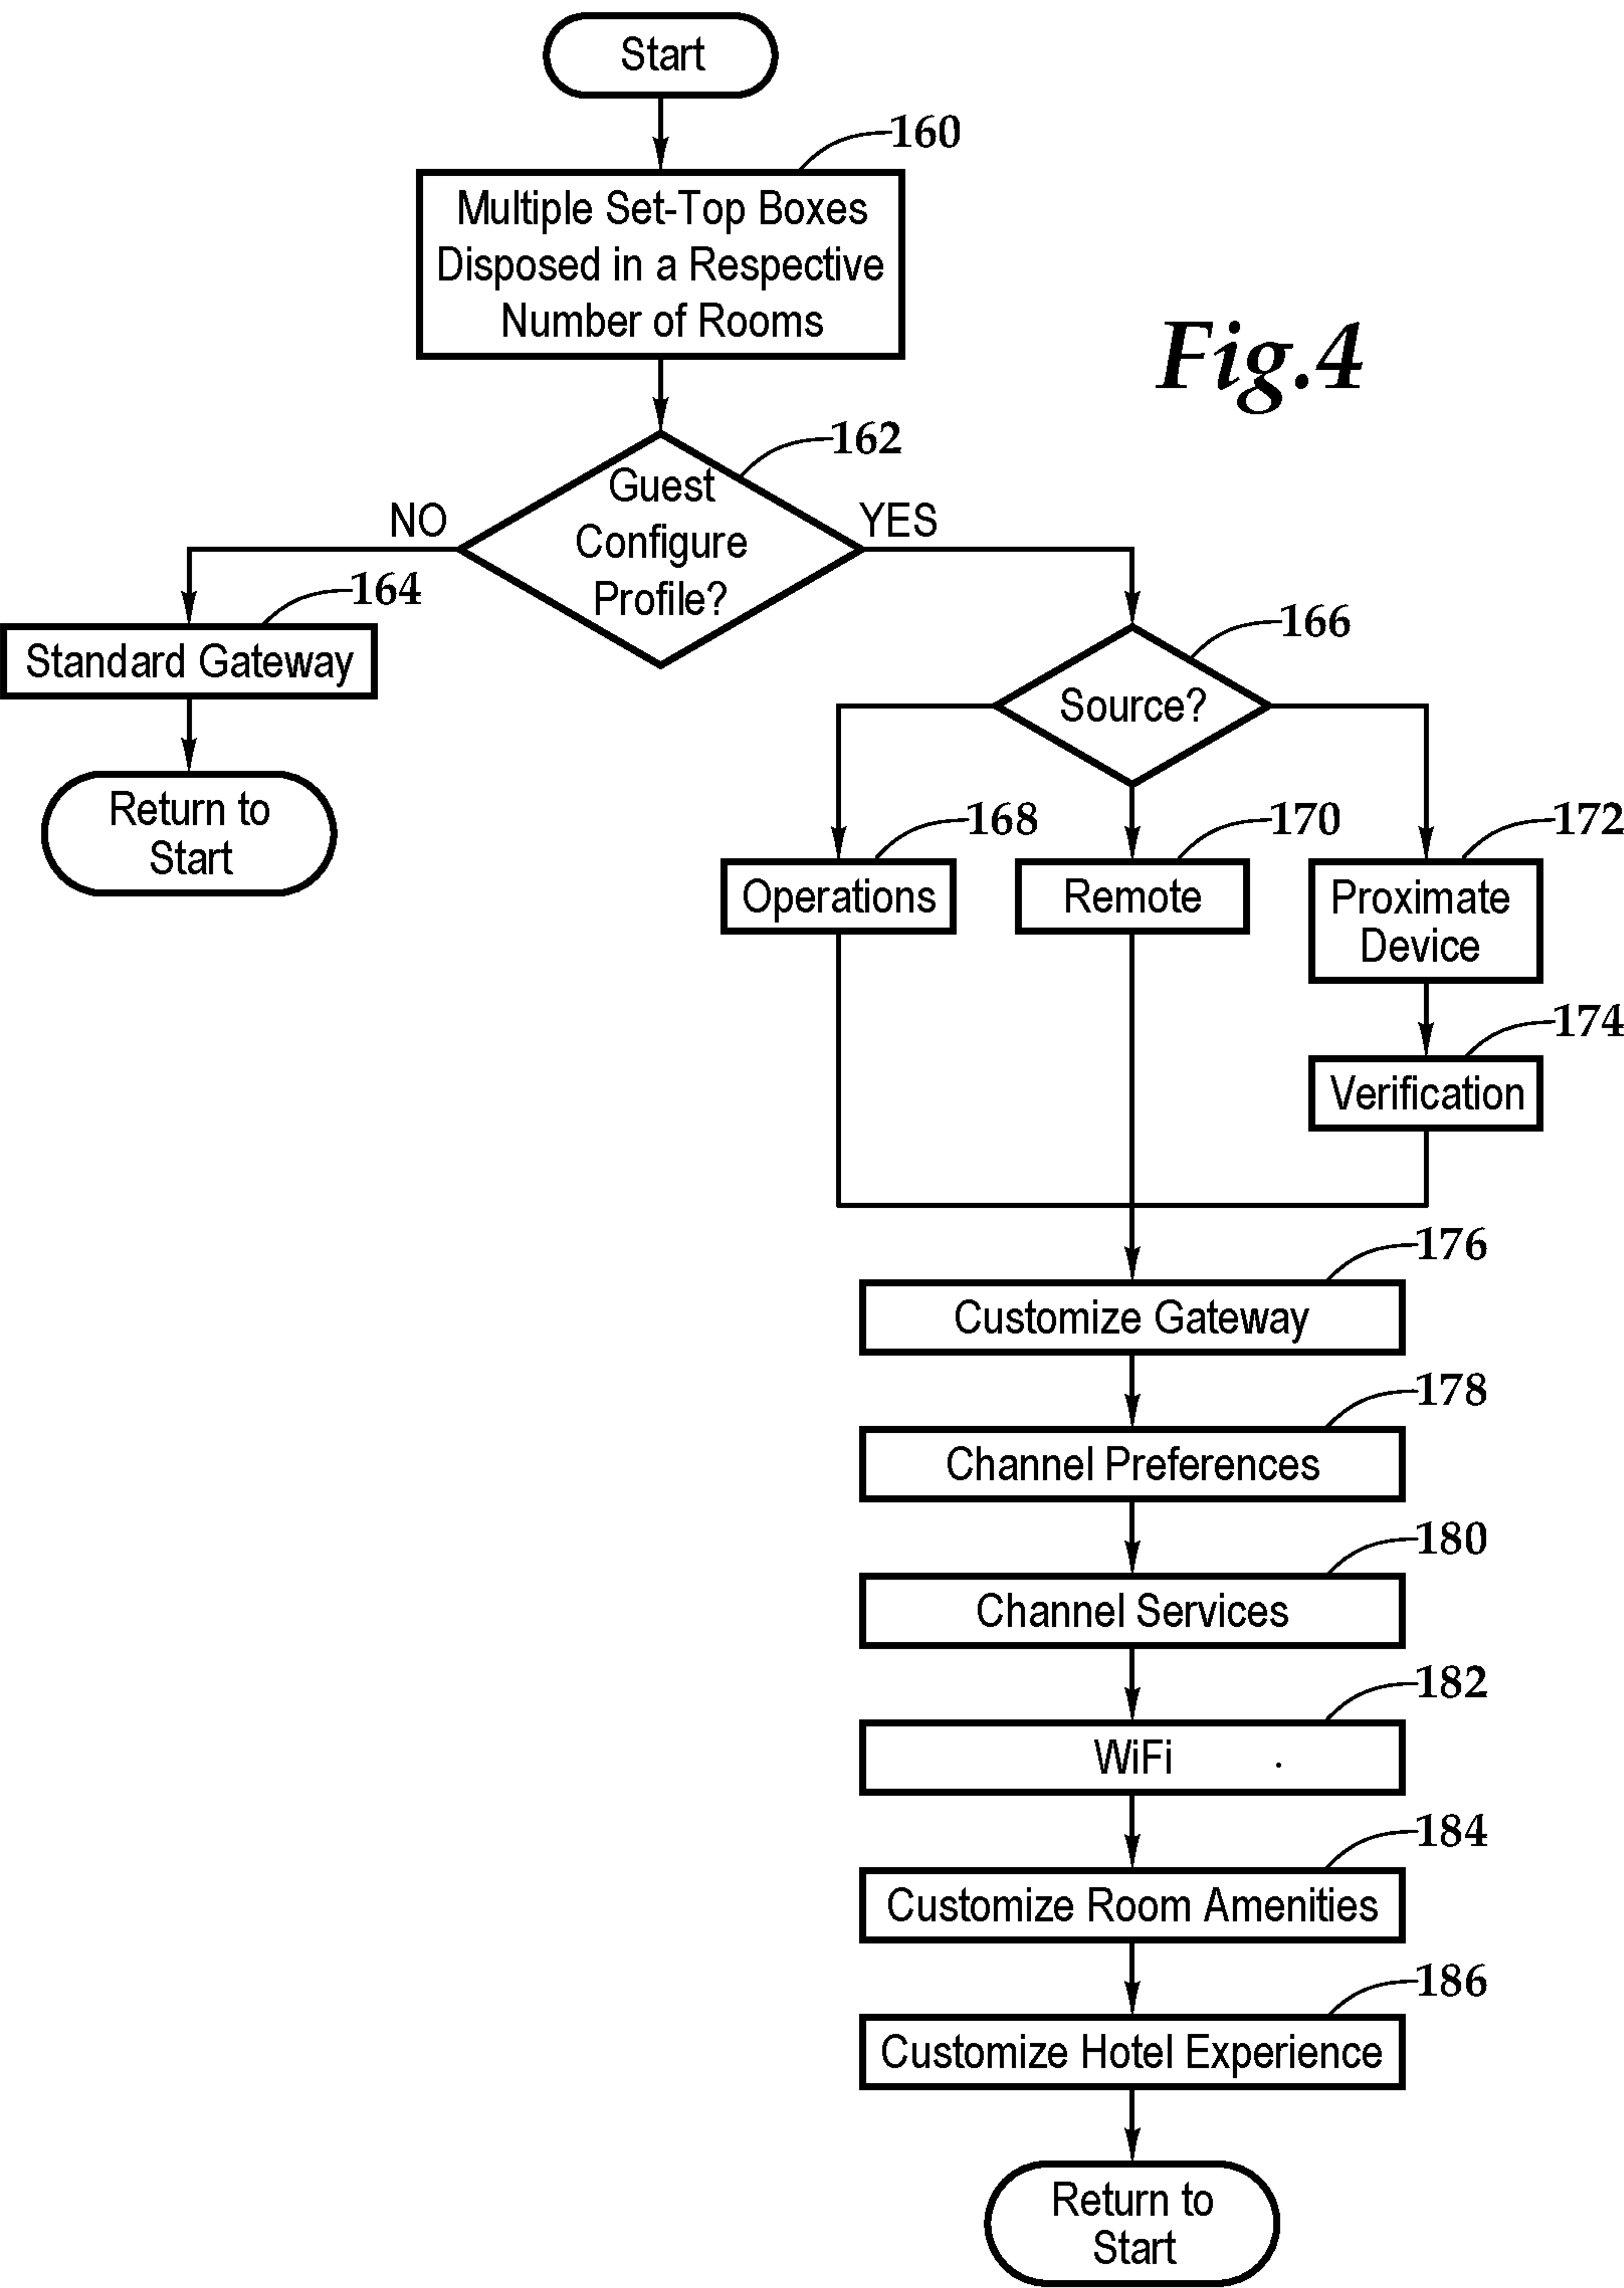 Start
160
Multiple Set-Top Boxes
Disposed in a Respective
Number of Rooms
Fig.4
162
Guest
Configure
Profile?
NO
YES
164
Standard Gateway
Return to
Start
166
Source?
168
Operations
170
Remote
172
Proximate
Device
174
Verification
176
Customize Gateway
178
Channel Preferences
180
Channel Services
182
WiFi
184
Customize Room Amenities
186
Customize Hotel Experience
Return to
Start